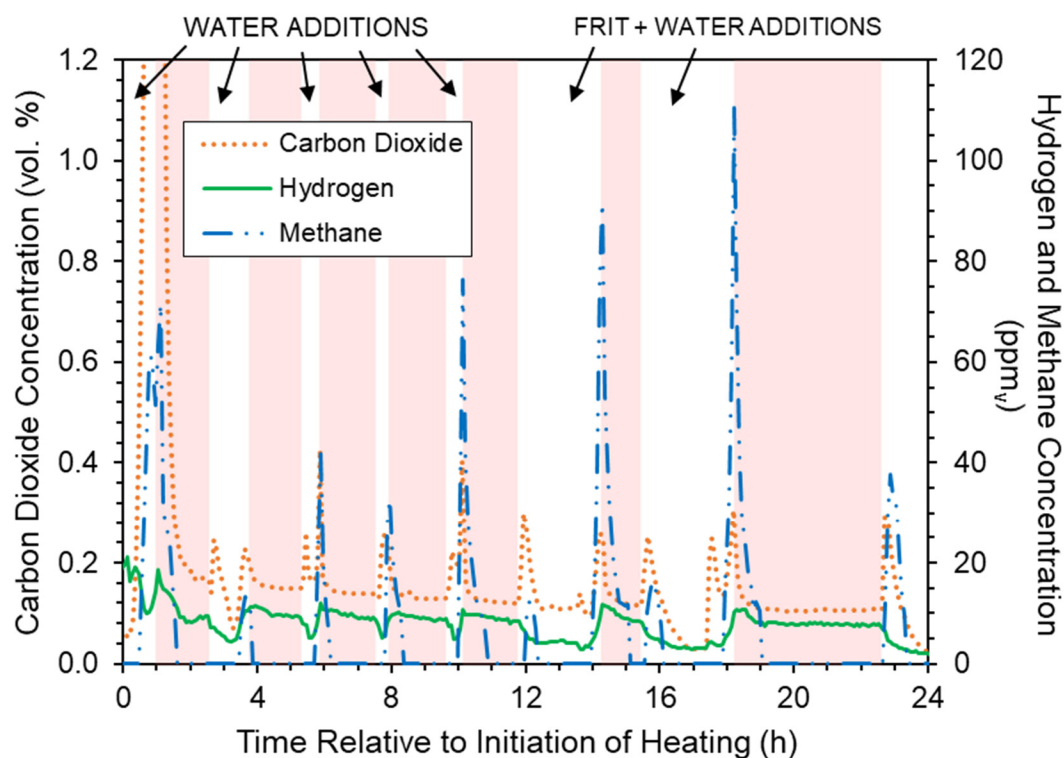 WATER ADDITIONS
FRIT + WATER ADDITIONS
Carbon Dioxide Concentration (vol. %)
1.2
1.0
0.8
0.6
0.4
0.2
0.0
Carbon Dioxide
Hydrogen
Methane
120
100
80
60
40
20
0
Hydrogen and Methane Concentration
(ppmv)
0 4 8 12 16 20 24
Time Relative to Initiation of Heating (h)